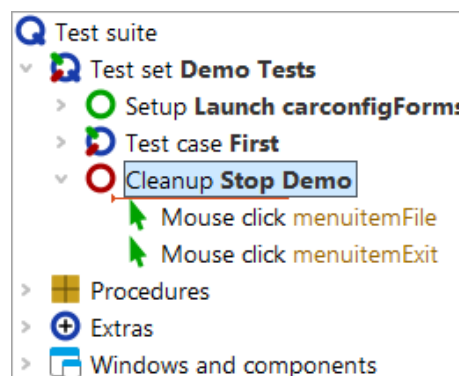 Test suite
Test set Demo Tests
Setup Launch carconfigForms
Test case First
Cleanup Stop Demo
Mouse click menuitemFile
Mouse click menuitemExit
Procedures
Extras
Windows and components